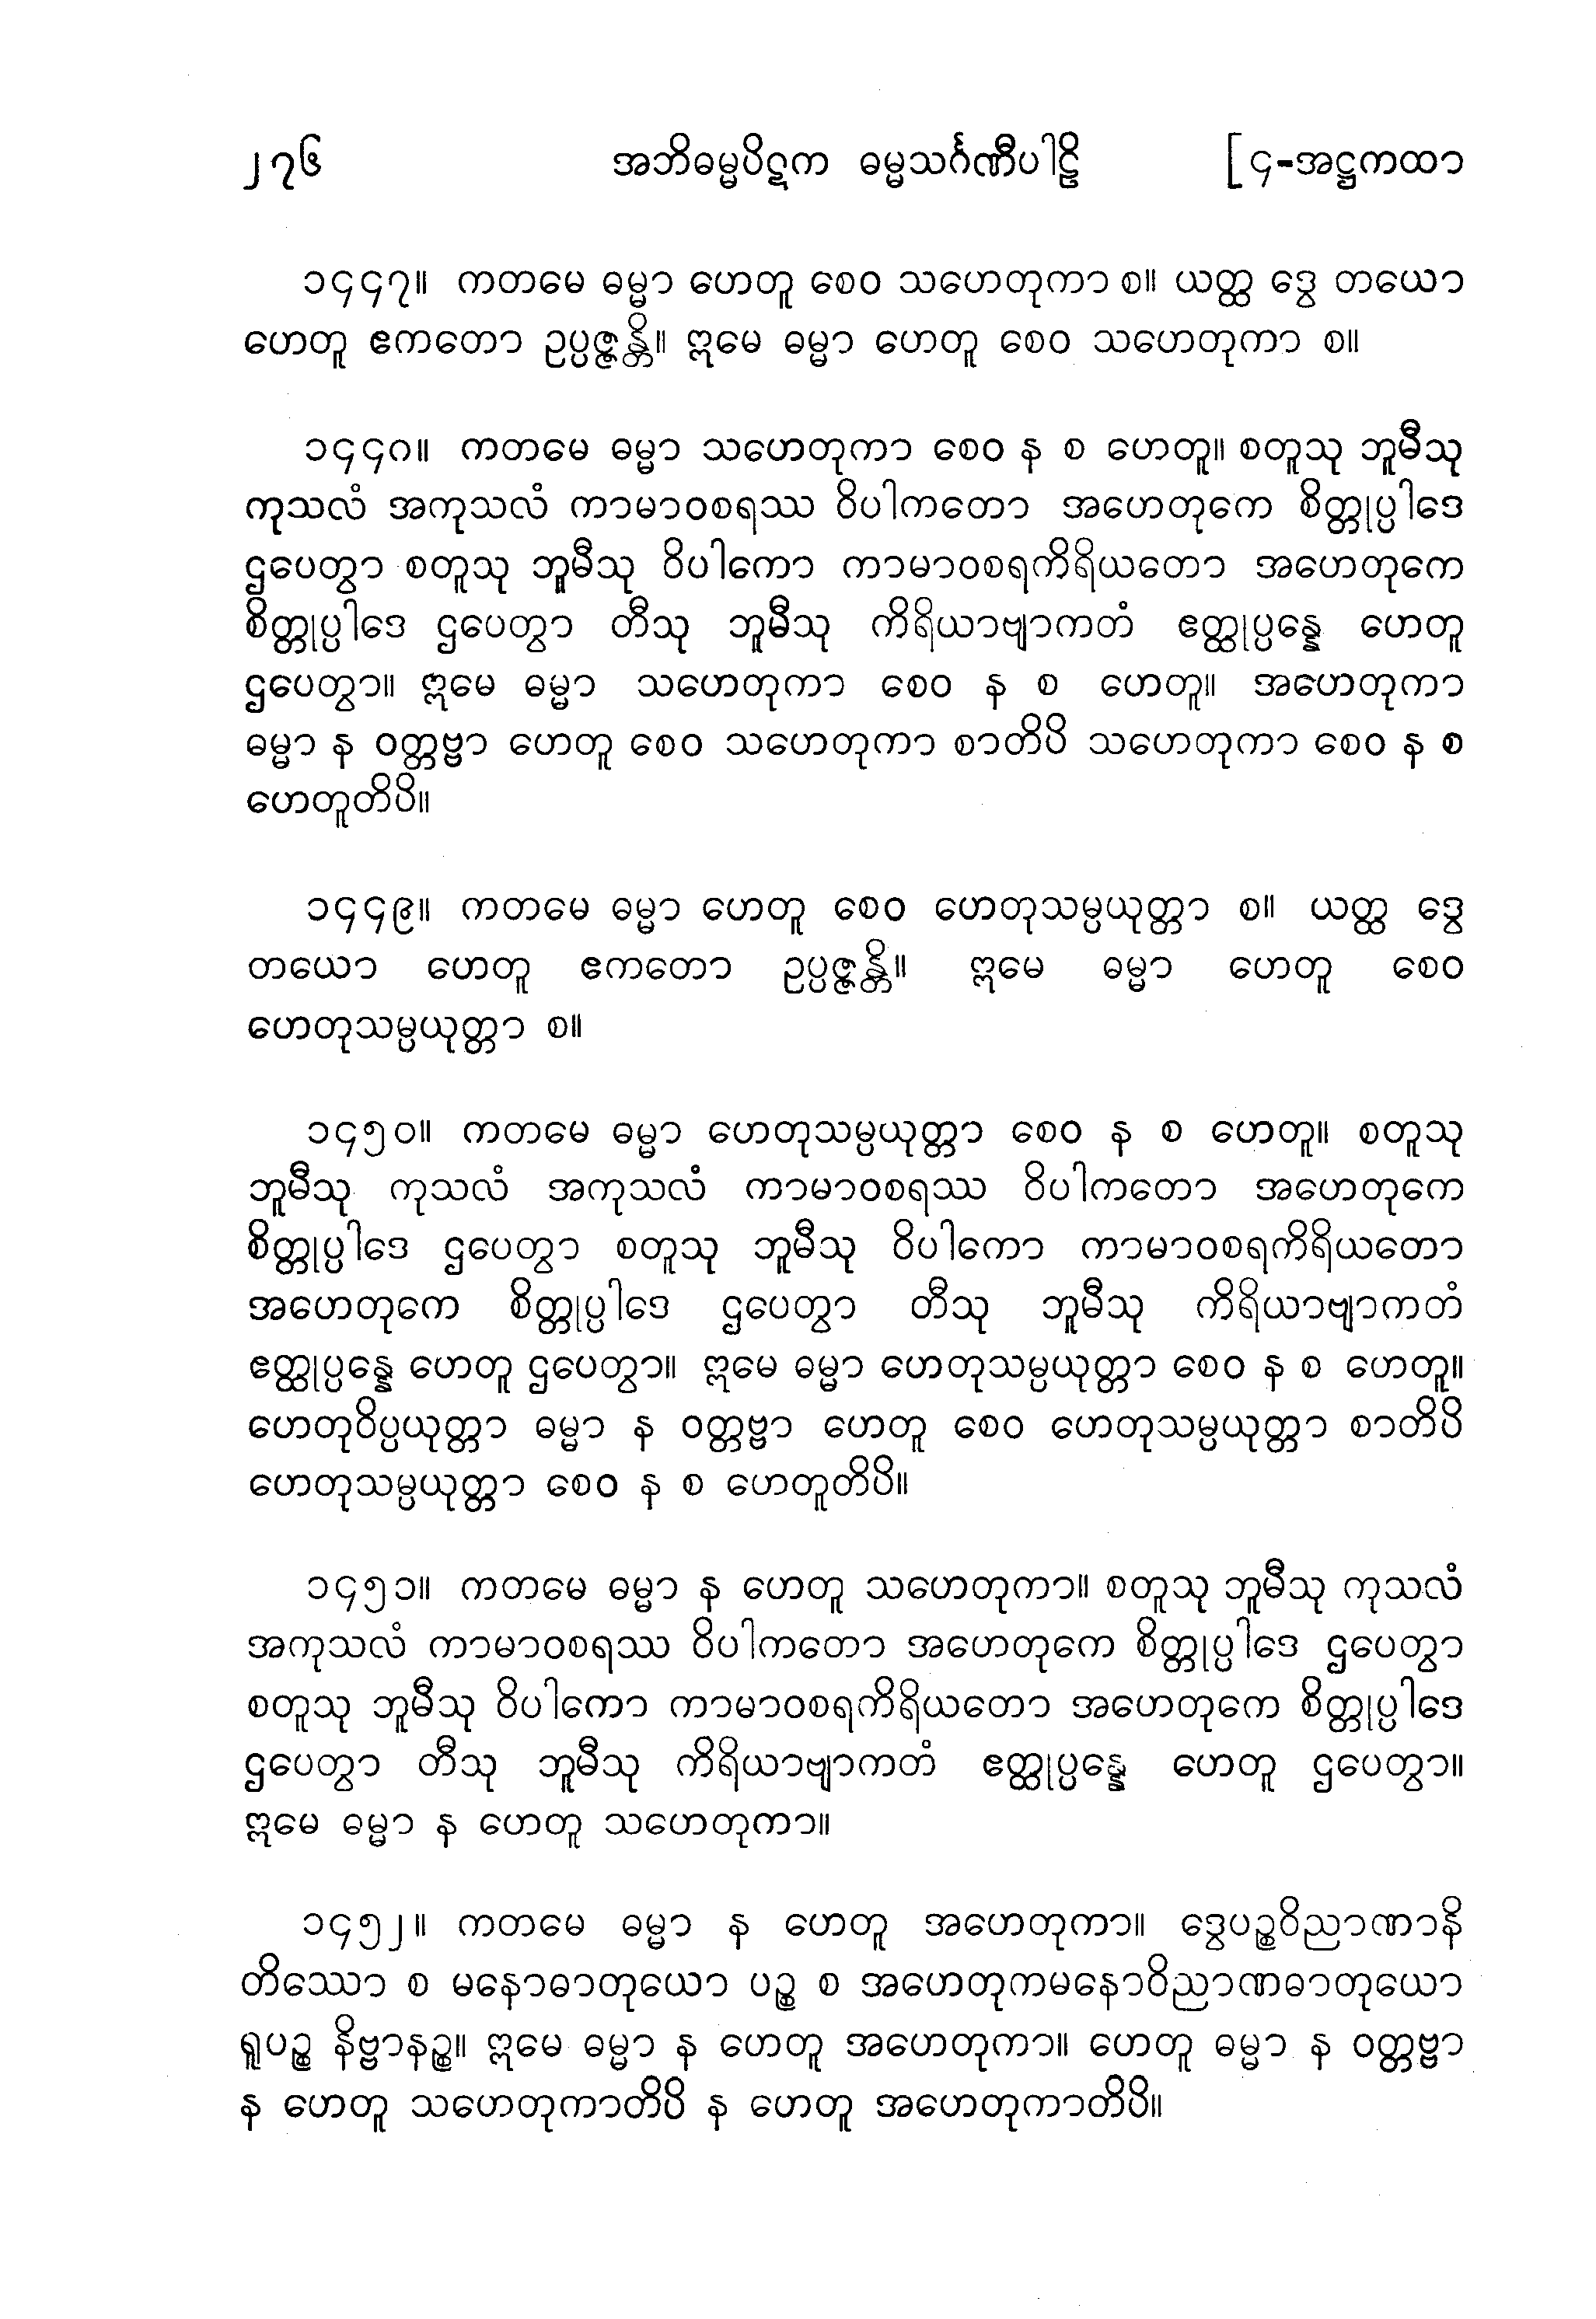 ၂၇၆ အဘိဓမ္မပိဋက ဓမ္မသင်္ဂဏီပါဠိ [၄-အဋ္ဌကထာ
၁၄၄၇။ ကတမေ ဓမ္မာ ဟေတူ စေဝ သဟေတုကာ စ။ ယတ္ထ ဒွေ တယော
ဟေတူ ဧကတော ဥပ္ပဇ္ဇန္တိ။ ဣမေ ဓမ္မာ ဟေတူ စေဝ သဟေတုကာ စ။
၁၄၄၈။ ကတမေ ဓမ္မာ သဟေတုကာ စေဝ န စ ဟေတူ။ စတူသု ဘူမီသု
ကုသလံ အကုသလံ ကာမာဝစရဿ ဝိပါကတော အဟေတုကေ စိတ္တုပ္ပါဒေ
ဌပေတွာ စတူသု ဘူမီသု ဝိပါကော ကာမာဝစရကိရိယတော အဟေတုကေ
စိတ္တုပ္ပါဒေ ဌပေတွာ တီသု ဘူမီသု ကိရိယာဗျာကတံ ဧတ္ထုပ္ပန္နေ ဟေတူ
ဌပေတွာ။ ဣမေ ဓမ္မာ သဟေတုကာ စေဝ န စ ဟေတူ။ အဟေတုကာ
ဓမ္မာ န ဝတ္တဗ္ဗာ ဟေတူ စေဝ သဟေတုကာ စာတိပိ သဟေတုကာ စေဝ န စ
ဟေတူတိပိ။
၁၄၄၉။ ကတမေ ဓမ္မာ ဟေတူ စေဝ ဟေတုသမ္ပယုတ္တာ စ။ ယတ္ထ ဒွေ
တယော ဟေတူ ဧကတော ဥပ္ပဇ္ဇန္တိ။ ဣမေ ဓမ္မာ ဟေတူ စေဝ
ဟေတုသမ္ပယုတ္တာ စ။
၁၄၅၀။ ကတမေ ဓမ္မာ ဟေတုသမ္ပယုတ္တာ စေဝ န စ ဟေတူ။ စတူသု
ဘူမီသု ကုသလံ အကုသလံ ကာမာဝစရဿ ဝိပါကတော အဟေတုကေ
စိတ္တုပ္ပါဒေ ဌပေတွာ စတူသု ဘူမီသု ဝိပါကော ကာမာဝစရကိရိယတော
အဟေတုကေ စိတ္တုပ္ပါဒေ ဌပေတွာ တီသု ဘူမီသု ကိရိယာဗျာကတံ
ဧတ္ထုပ္ပန္နေ ဟေတူ ဌပေတွာ။ ဣမေ ဓမ္မာ ဟေတုသမ္ပယုတ္တာ စေဝ န စ ဟေတူ။
ဟေတုဝိပ္ပယုတ္တာ ဓမ္မာ န ဝတ္တဗ္ဗာ ဟေတူ စေဝ ဟေတုသမ္ပယုတ္တာ စာတိပိ
ဟေတုသမ္ပယုတ္တာ စေဝ န စ ဟေတူတိပိ။
၁၄၅၁။ ကတမေ ဓမ္မာ န ဟေတူ သဟေတုကာ။ စတူသု ဘူမီသု ကုသလံ
အကုသလံ ကာမာဝစရဿ ဝိပါကတော အဟေတုကေ စိတ္တုပ္ပါဒေ ဌပေတွာ
စတူသု ဘူမီသု ဝိပါကော ကာမာဝစရကိရိယတော အဟေတုကေ စိတ္တုပ္ပါဒေ
ဌပေတွာ တီသု ဘူမီသု ကိရိယာဗျာကတံ ဧတ္ထုပ္ပန္နေ ဟေတူ ဌပေတွာ။
ဣမေ ဓမ္မာ န ဟေတူ သဟေတုကာ။
၁၄၅၂။ ကတမေ ဓမ္မာ န ဟေတူ အဟေတုကာ။ ဒွေပဉ္စဝိညာဏာနိ
တိဿော စ မနောဓာတုယော ပဉ္စ စ အဟေတုကမနောဝိညာဏဓာတုယော
ရူပဉ္စ နိဗ္ဗာနဉ္စ။ ဣမေ ဓမ္မာ န ဟေတူ အဟေတုကာ။ ဟေတူ ဓမ္မာ န ဝတ္တဗ္ဗာ
န ဟေတူ သဟေတုကာတိပိ န ဟေတူ အဟေတုကာတိပိ။